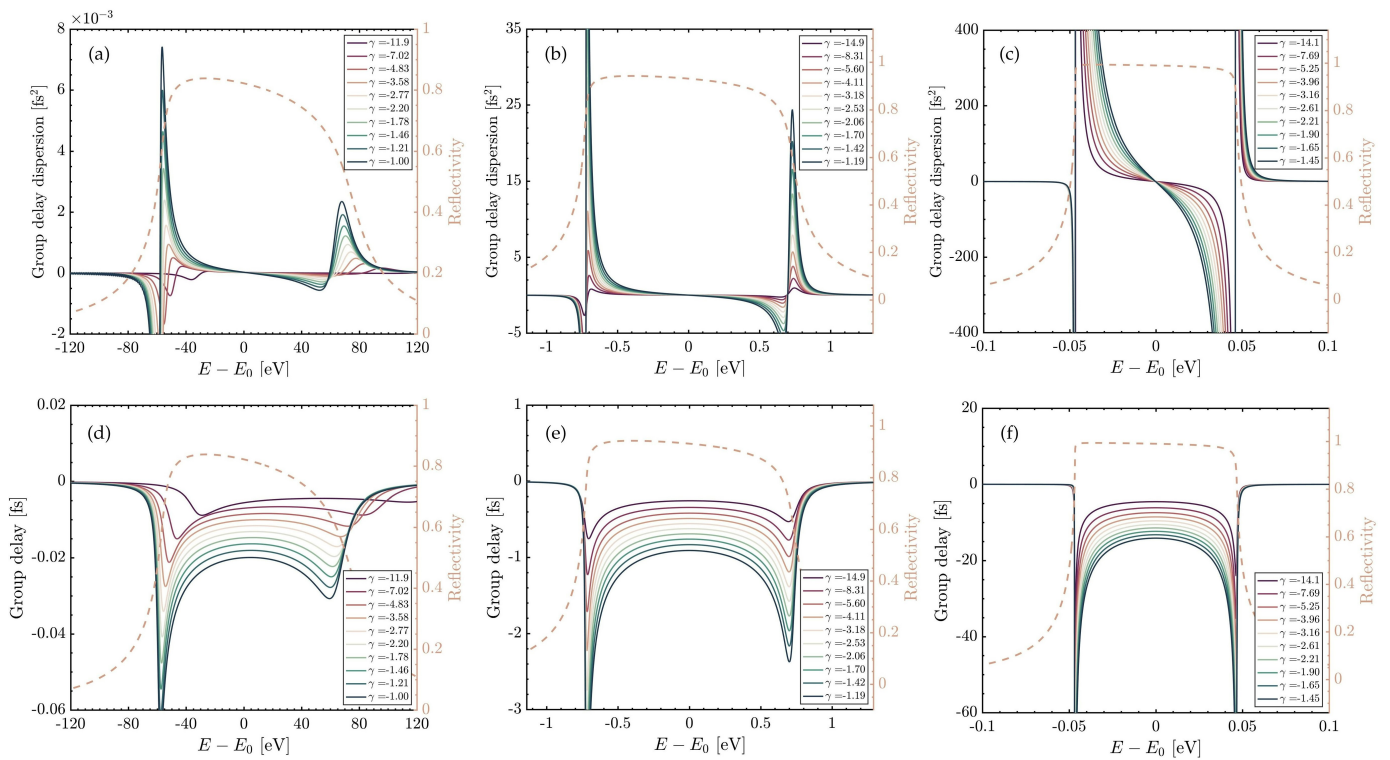 ×10⁻³
(a)
8
6
4
2
0
-2
Group delay dispersion [fs²]
-120 -80 -40 0 40 80 120
E − E₀ [eV]
1
0.8
0.6
0.4
0.2
0
Reflectivity
γ =-11.9
γ =-7.02
γ =-4.83
γ =-3.58
γ =-2.77
γ =-2.20
γ =-1.78
γ =-1.46
γ =-1.21
γ =-1.00
(b)
35
25
15
5
-5
Group delay dispersion [fs²]
-1 -0.5 0 0.5 1
E − E₀ [eV]
1
0.8
0.6
0.4
0.2
0
Reflectivity
γ =-14.9
γ =-8.31
γ =-5.60
γ =-4.11
γ =-3.18
γ =-2.53
γ =-2.06
γ =-1.70
γ =-1.42
γ =-1.19
(c)
400
200
0
-200
-400
Group delay dispersion [fs²]
-0.1 -0.05 0 0.05 0.1
E − E₀ [eV]
1
0.8
0.6
0.4
0.2
0
Reflectivity
γ =-14.1
γ =-7.69
γ =-5.25
γ =-3.96
γ =-3.16
γ =-2.61
γ =-2.21
γ =-1.90
γ =-1.65
γ =-1.45
(d)
0.02
0
-0.02
-0.04
-0.06
Group delay [fs]
-120 -80 -40 0 40 80 120
E − E₀ [eV]
1
0.8
0.6
0.4
0.2
0
Reflectivity
γ =-11.9
γ =-7.02
γ =-4.83
γ =-3.58
γ =-2.77
γ =-2.20
γ =-1.78
γ =-1.46
γ =-1.21
γ =-1.00
(e)
1
0
-1
-2
-3
Group delay [fs]
-1 -0.5 0 0.5 1
E − E₀ [eV]
1
0.8
0.6
0.4
0.2
0
Reflectivity
γ =-14.9
γ =-8.31
γ =-5.60
γ =-4.11
γ =-3.18
γ =-2.53
γ =-2.06
γ =-1.70
γ =-1.42
γ =-1.19
(f)
20
0
-20
-40
-60
Group delay [fs]
-0.1 -0.05 0 0.05 0.1
E − E₀ [eV]
1
0.8
0.6
0.4
0.2
0
Reflectivity
γ =-14.1
γ =-7.69
γ =-5.25
γ =-3.96
γ =-3.16
γ =-2.61
γ =-2.21
γ =-1.90
γ =-1.65
γ =-1.45